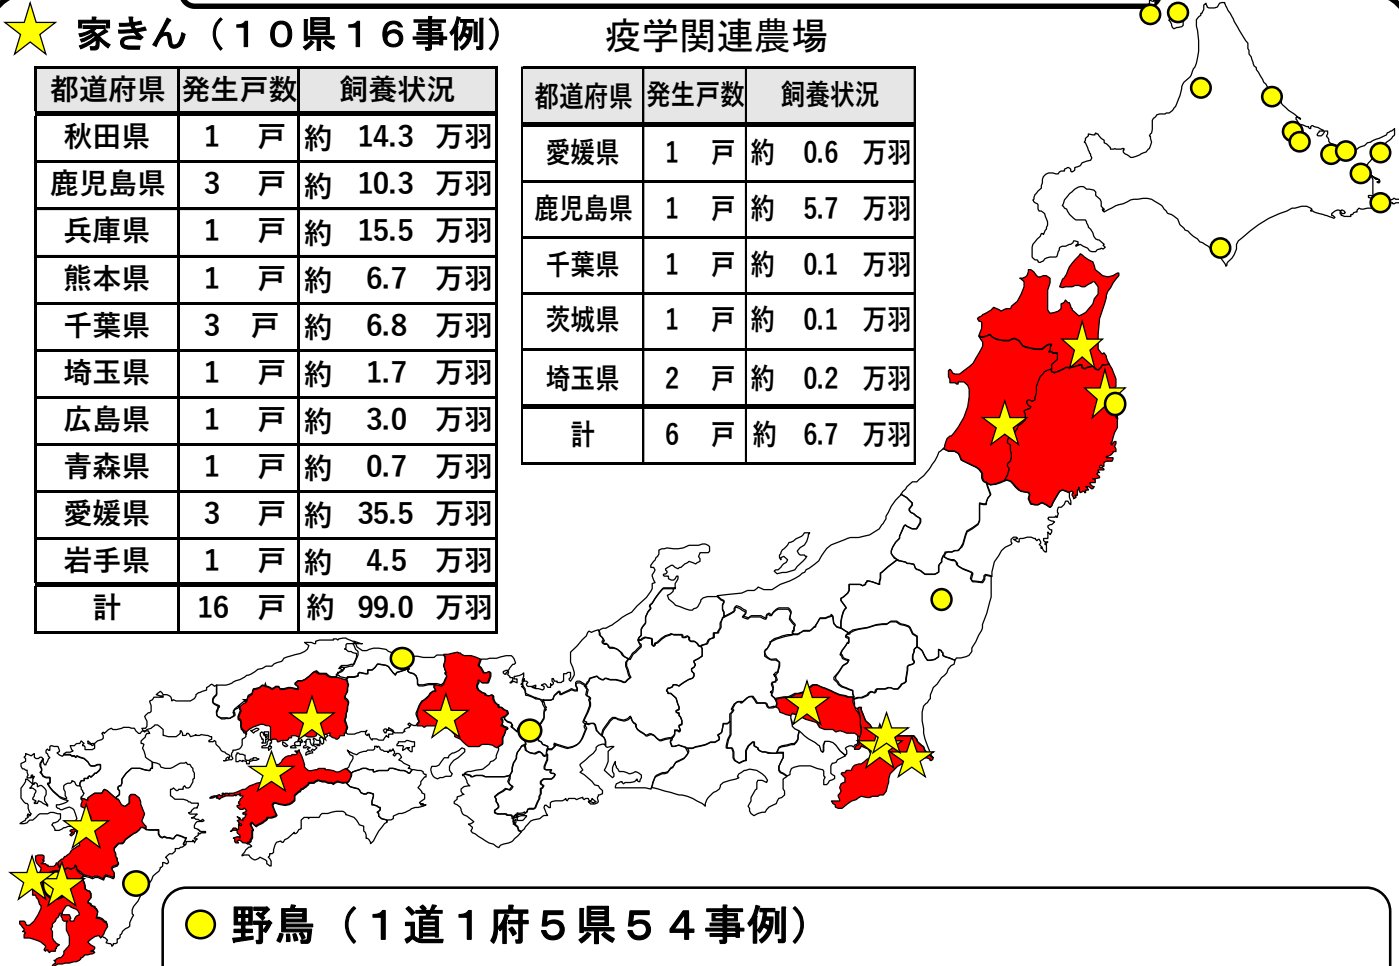 家きん（１０県１６事例）
都道府県 発生戸数 飼養状況
秋田県 1 戸 約 14.3 万羽
鹿児島県 3 戸 約 10.3 万羽
兵庫県 1 戸 約 15.5 万羽
熊本県 1 戸 約 6.7 万羽
千葉県 3 戸 約 6.8 万羽
埼玉県 1 戸 約 1.7 万羽
広島県 1 戸 約 3.0 万羽
青森県 1 戸 約 0.7 万羽
愛媛県 3 戸 約 35.5 万羽
岩手県 1 戸 約 4.5 万羽
計 16 戸 約 99.0 万羽
疫学関連農場
都道府県 発生戸数 飼養状況
愛媛県 1 戸 約 0.6 万羽
鹿児島県 1 戸 約 5.7 万羽
千葉県 1 戸 約 0.1 万羽
茨城県 1 戸 約 0.1 万羽
埼玉県 2 戸 約 0.2 万羽
計 6 戸 約 6.7 万羽
野鳥（１道１府５県５４事例）